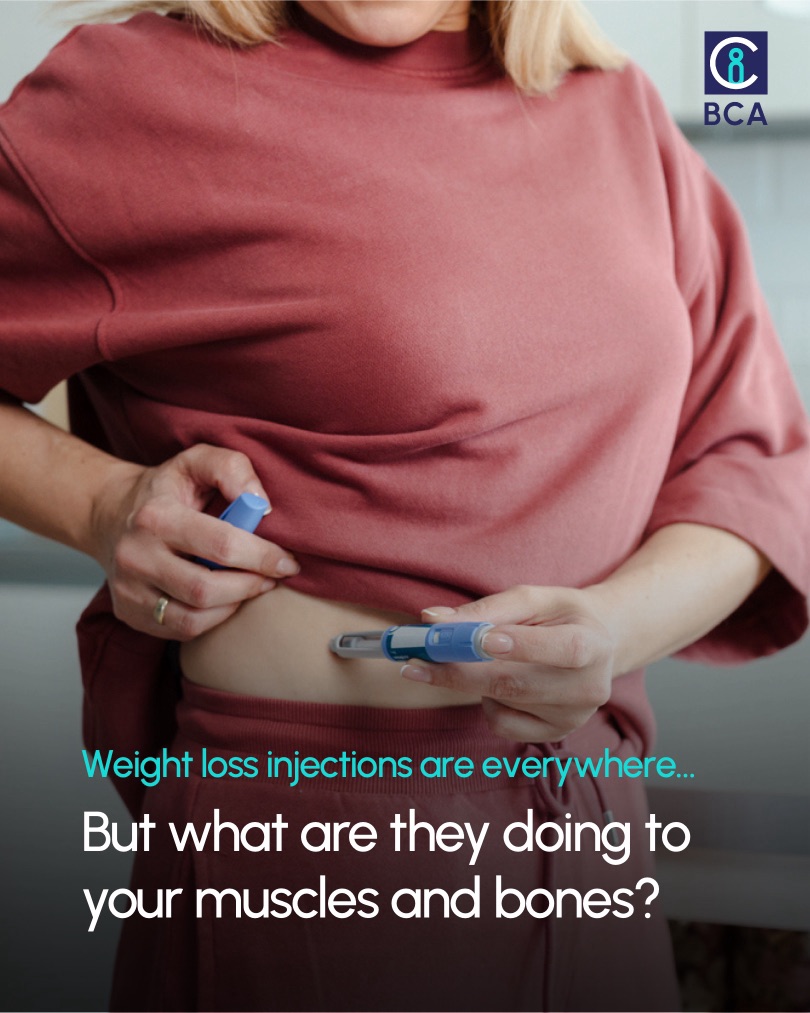 BCA
Weight loss injections are everywhere...
But what are they doing to
your muscles and bones?